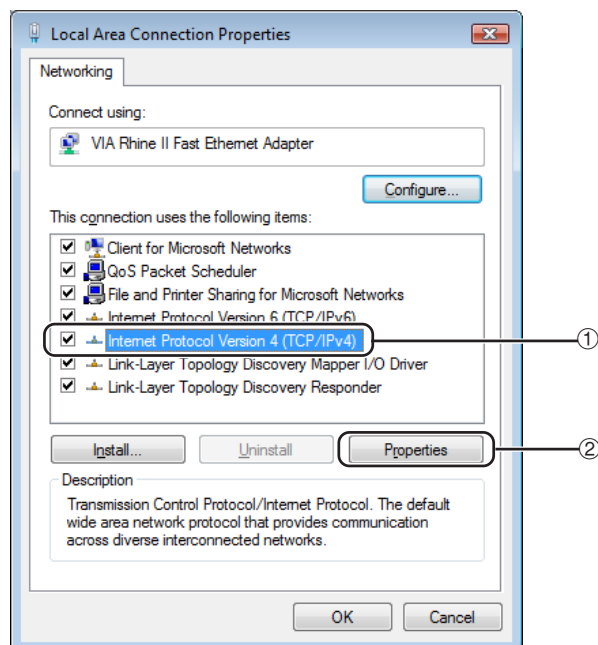 Local Area Connection Properties
Networking
Connect using:
VIA Rhine II Fast Ethernet Adapter
Configure...
This connection uses the following items:
Client for Microsoft Networks
QoS Packet Scheduler
File and Printer Sharing for Microsoft Networks
Internet Protocol Version 6 (TCP/IPv6)
Internet Protocol Version 4 (TCP/IPv4)
①
Link-Layer Topology Discovery Mapper I/O Driver
Link-Layer Topology Discovery Responder
Install...
Uninstall
Properties
②
Description
Transmission Control Protocol/Internet Protocol. The default
wide area network protocol that provides communication
across diverse interconnected networks.
OK
Cancel